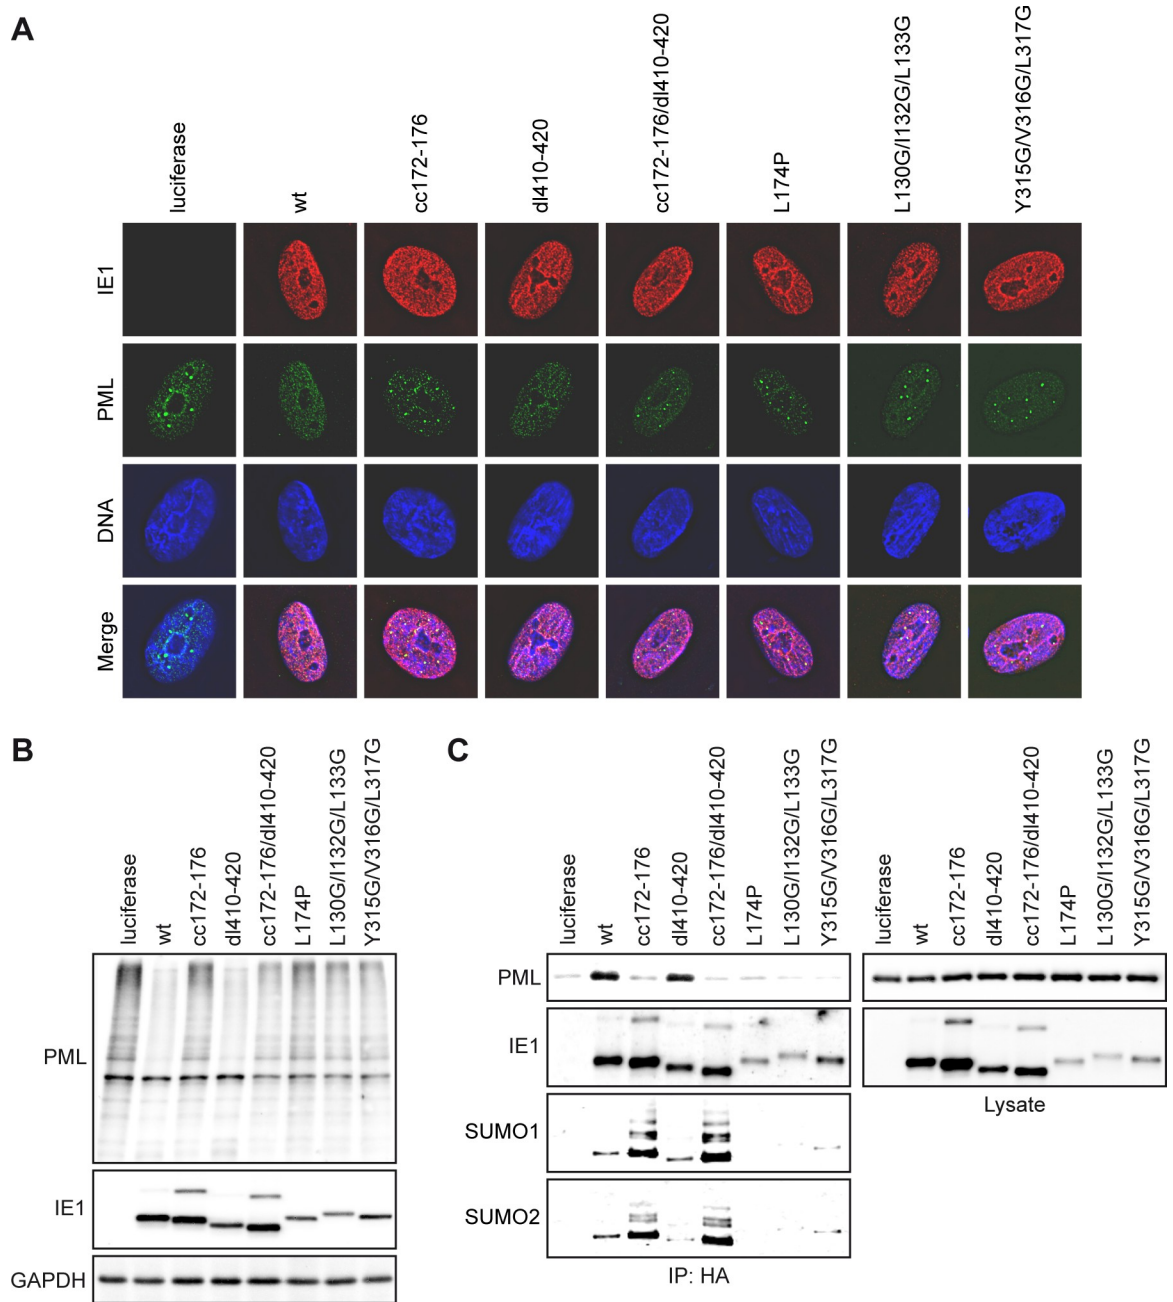 A
luciferase
wt
cc172-176
dl410-420
cc172-176/dl410-420
L174P
L130G/I132G/L133G
Y315G/V316G/L317G
IE1
PML
DNA
Merge
B
luciferase
wt
cc172-176
dl410-420
cc172-176/dl410-420
L174P
L130G/I132G/L133G
Y315G/V316G/L317G
PML
IE1
GAPDH
C
luciferase
wt
cc172-176
dl410-420
cc172-176/dl410-420
L174P
L130G/I132G/L133G
Y315G/V316G/L317G
luciferase
wt
cc172-176
dl410-420
cc172-176/dl410-420
L174P
L130G/I132G/L133G
Y315G/V316G/L317G
PML
IE1
SUMO1
SUMO2
IP: HA
Lysate